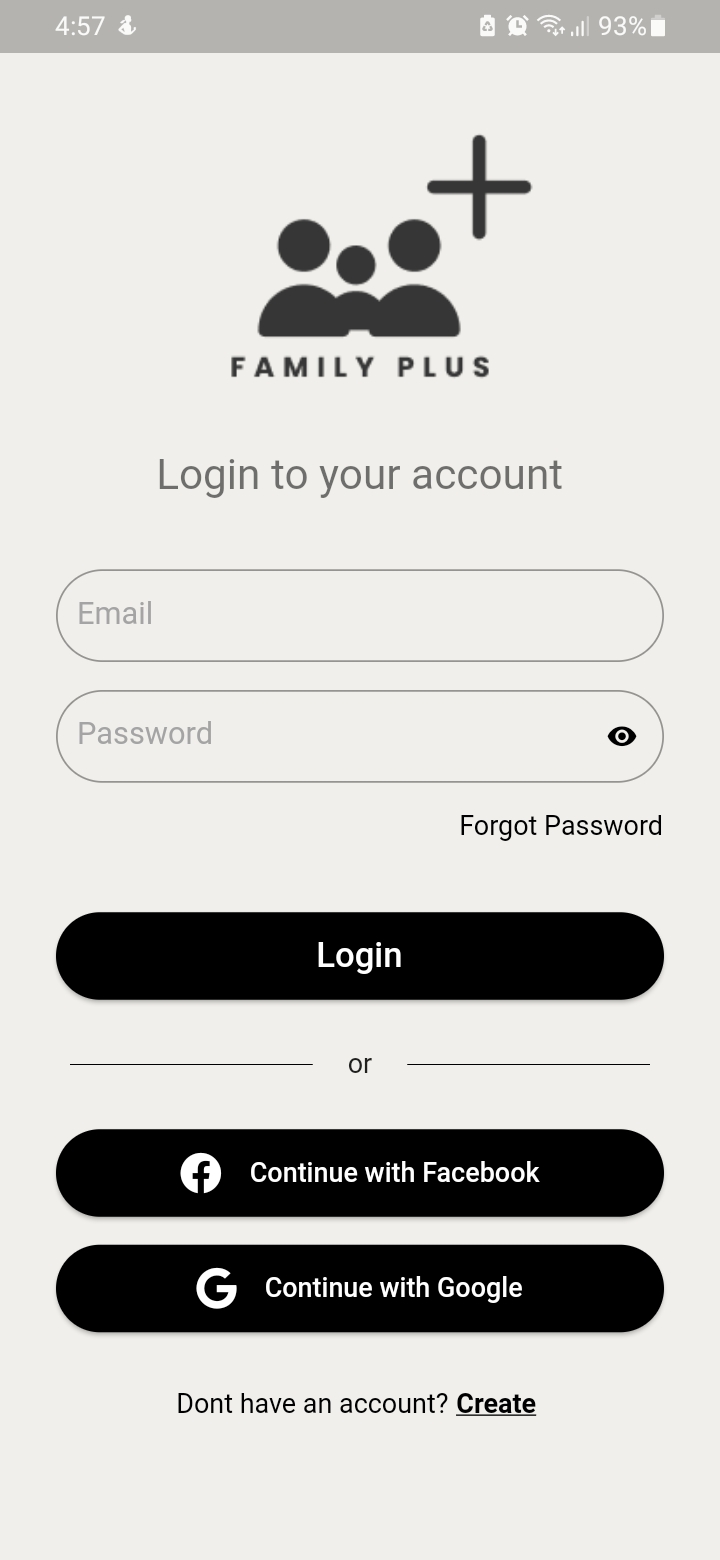 4:57 93%
FAMILY PLUS
Login to your account
Email
Password
Forgot Password
Login
or
Continue with Facebook
Continue with Google
Dont have an account? Create